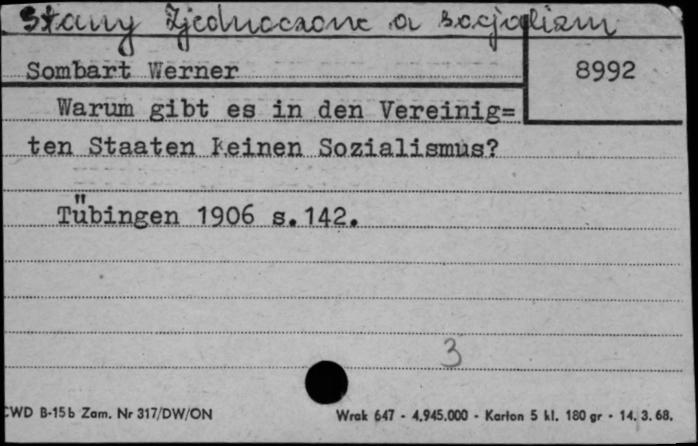 Stany Zjednoczone a socjalizm
Sombart Werner
8992
Warum gibt es in den Vereinig=
ten Staaten keinen Sozialismus?
Tübingen 1906 s.142.
3
CWD B-15b Zam. Nr 317/DW/ON
Wrak 647 - 4.945.000 - Karton 5 kl. 180 gr - 14. 3. 68.